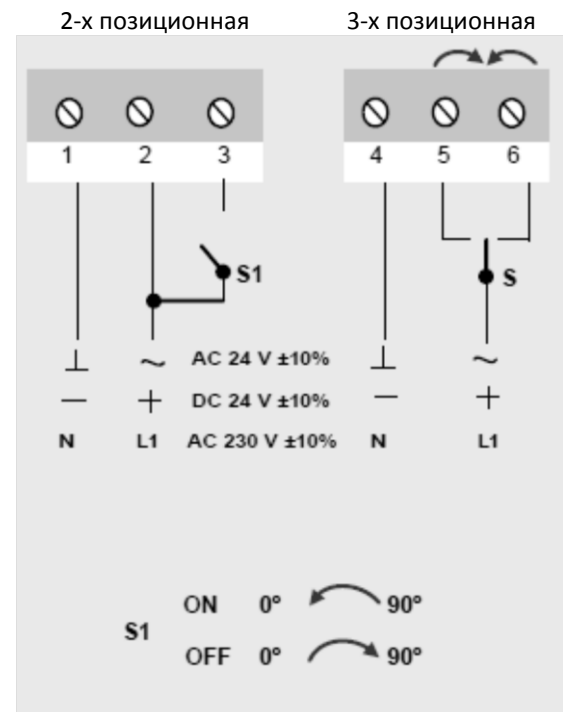 2-х позиционная 3-х позиционная
1 2 3 4 5 6
S1 S
⊥ ~ AC 24 V ±10% ⊥ ~
— + DC 24 V ±10% — +
N L1 AC 230 V ±10% N L1
ON 0° 90°
S1
OFF 0° 90°